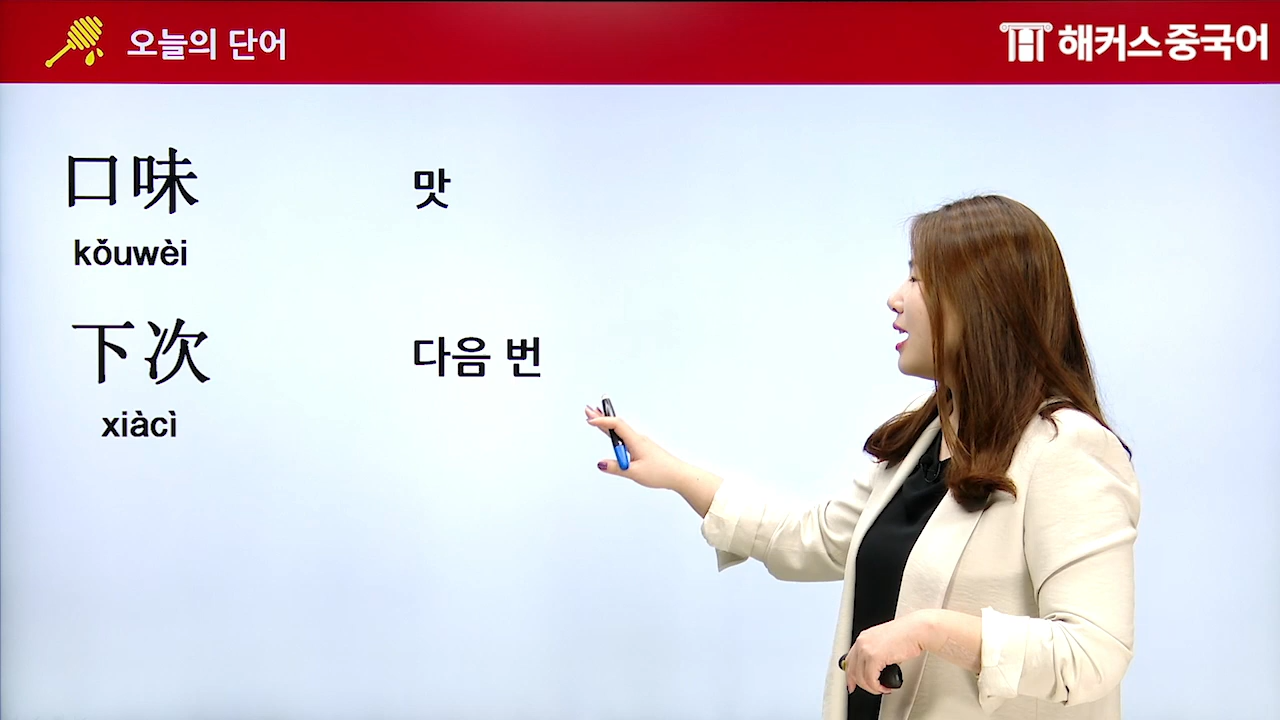 오늘의 단어
해커스중국어
口味 맛
kǒuwèi
下次 다음 번
xiàcì